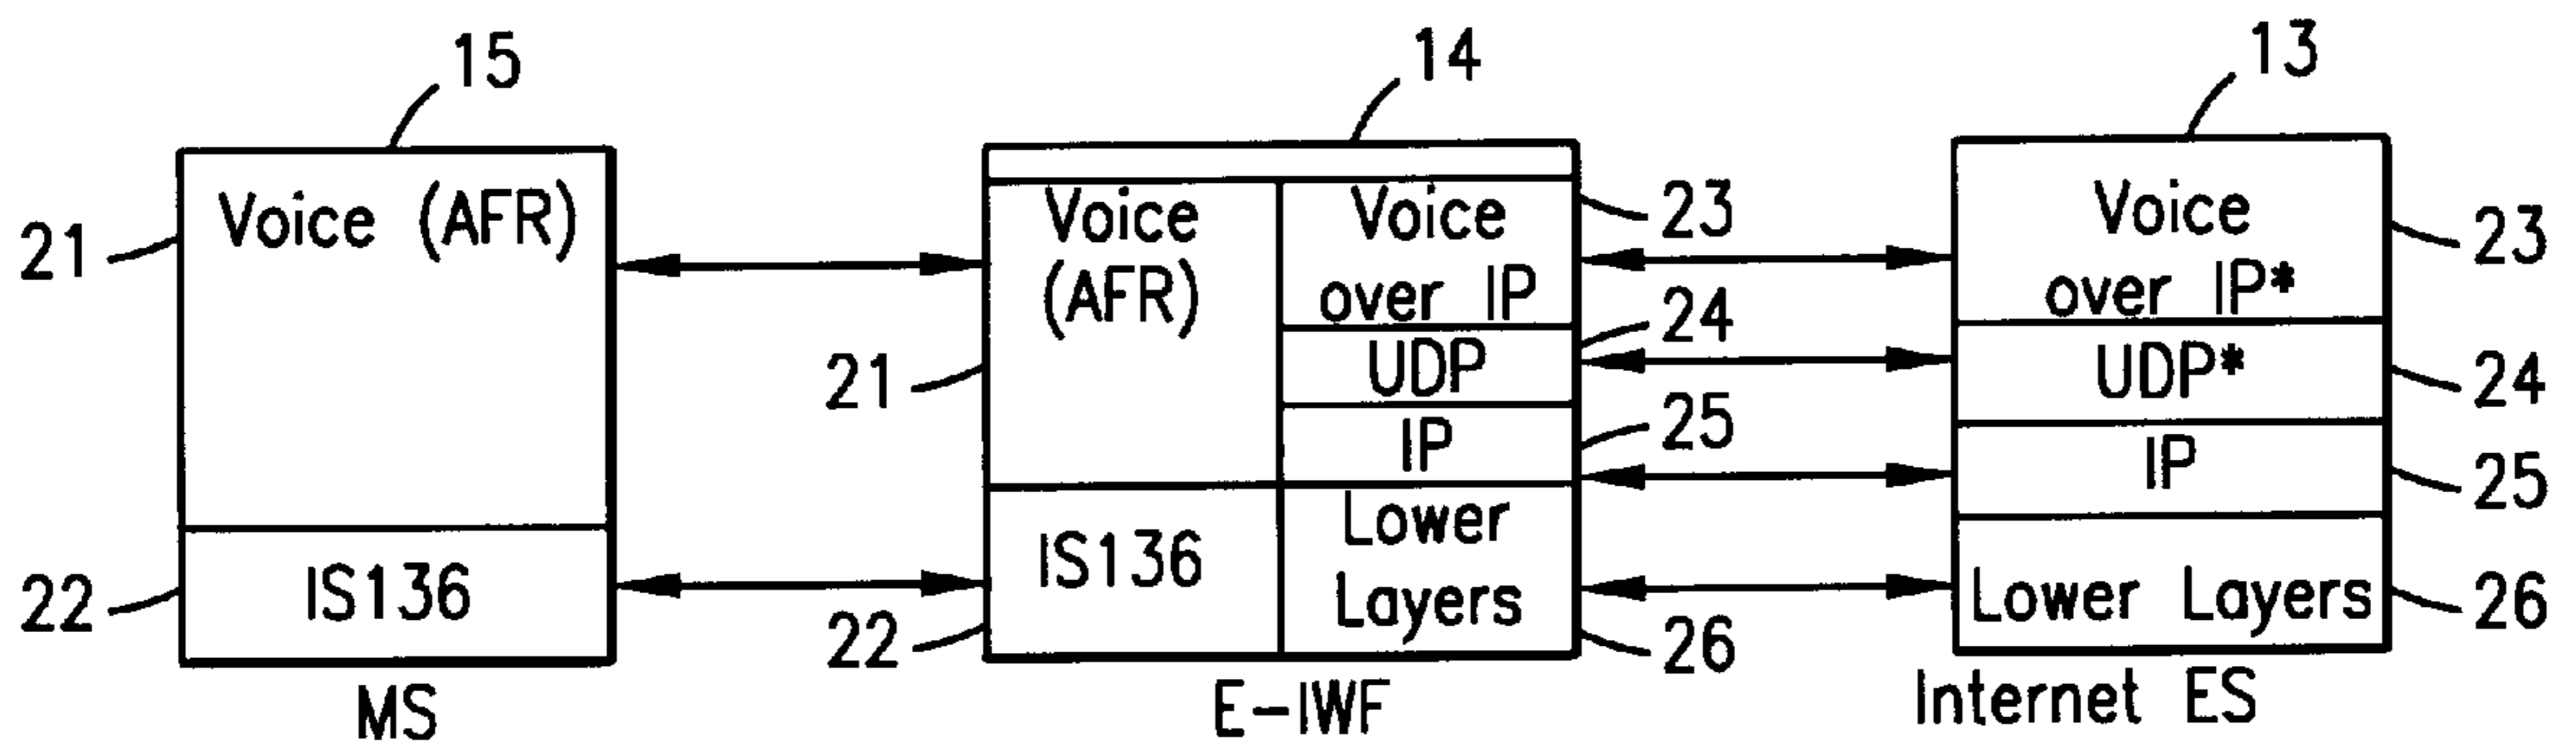 15
14
13
21
Voice (AFR)
22
IS136
MS
Voice
(AFR)
21
IS136
22
Voice
over IP
23
UDP
24
IP
25
Lower
Layers
26
E-IWF
Voice
over IP*
23
UDP*
24
IP
25
Lower Layers
26
Internet ES